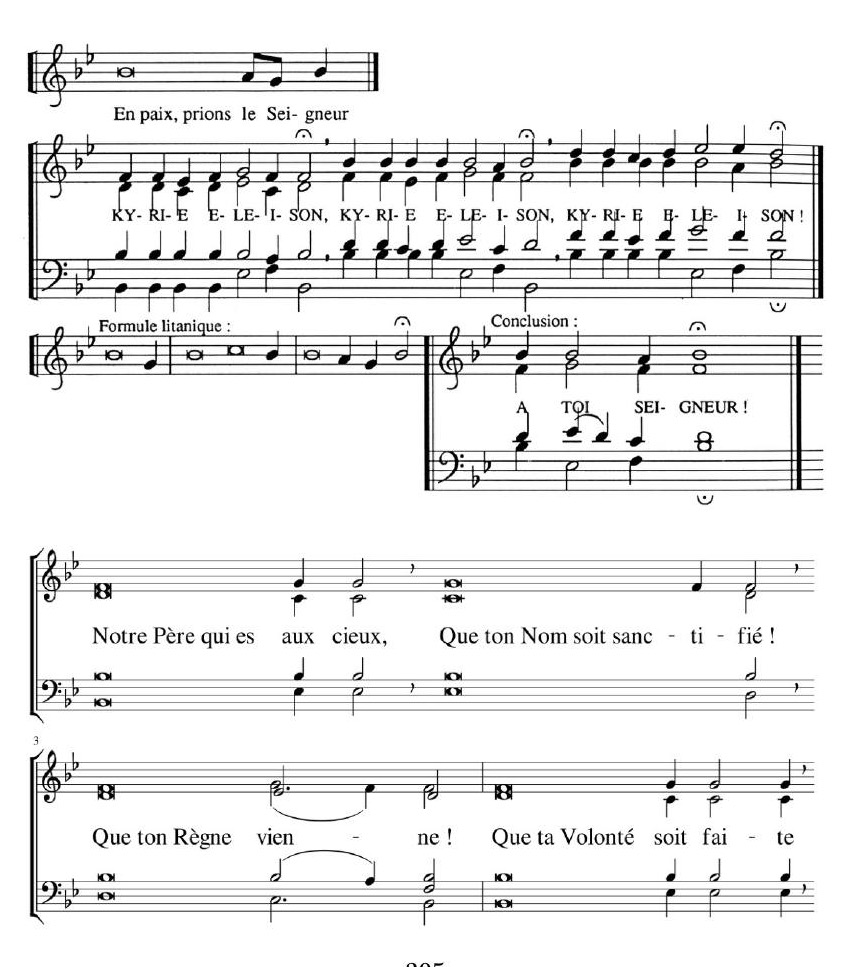 En paix, prions le Sei- gneur
KY- RI- E E- LE- I- SON, KY- RI- E E- LE- I- SON, KY- RI- E E- LE- I- SON !
Formule litanique :
Conclusion :
A TOI SEI- GNEUR !
Notre Père qui es aux cieux, Que ton Nom soit sanc - ti - fié !
3
Que ton Règne vien - ne ! Que ta Volonté soit fai - te